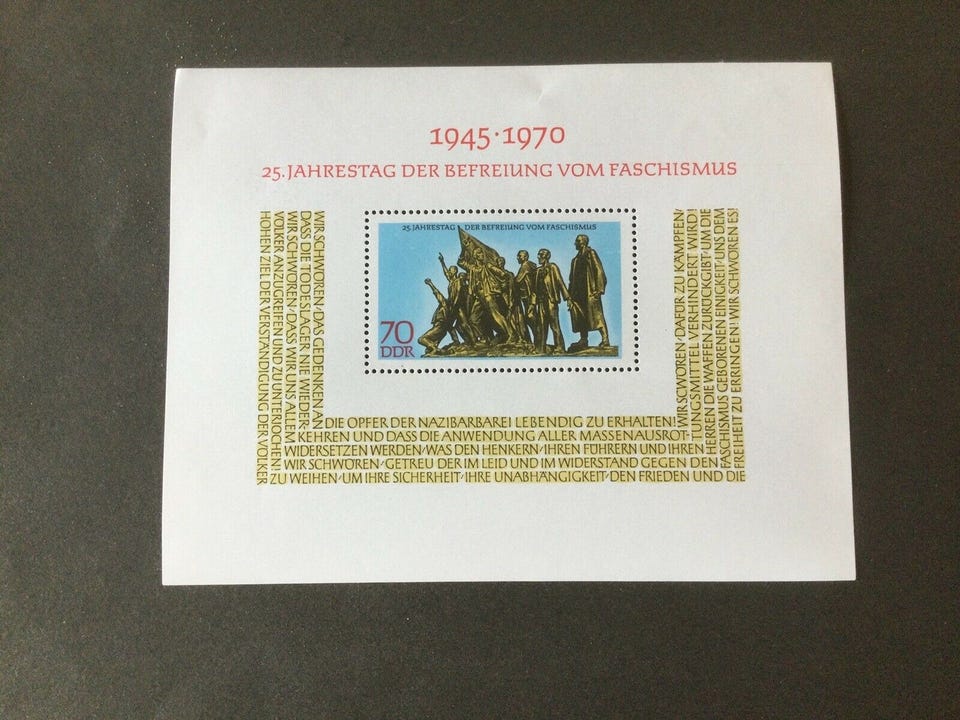 1945·1970
25. JAHRESTAG DER BEFREIUNG VOM FASCHISMUS
25. JAHRESTAG DER BEFREIUNG VOM FASCHISMUS
70
DDR
WIR SCHWÖREN, DAS GEDENKEN AN DIE OPFER DER NAZIBARBAREI LEBENDIG ZU ERHALTEN! WIR SCHWÖREN, DAFÜR ZU KÄMPFEN,
DASS DIE TODESLAGER NIE WIEDER-KEHREN UND DASS DIE ANWENDUNG ALLER MASSENAUSROT-TUNGSMITTEL VERHINDERT WIRD!
WIR SCHWÖREN, DASS WIR UNS ALLEM WIDERSETZEN WERDEN, WAS DEN HENKERN, IHREN FÜHRERN UND IHREN HERREN DIE WAFFEN ZURÜCKGIBT, UM DIE
VÖLKER ANZUGREIFEN UND ZU UNTERJOCHEN! WIR SCHWÖREN, GETREU DER IM LEID UND IM WIDERSTAND GEGEN DEN FASCHISMUS GEBORENEN EINIGKEIT, UNS DEM
HOHEN ZIEL DER VERSTÄNDIGUNG DER VÖLKER ZU WEIHEN, UM IHRE SICHERHEIT, IHRE UNABHÄNGIGKEIT, DEN FRIEDEN UND DIE FREIHEIT ZU ERRINGEN! WIR SCHWÖREN ES!